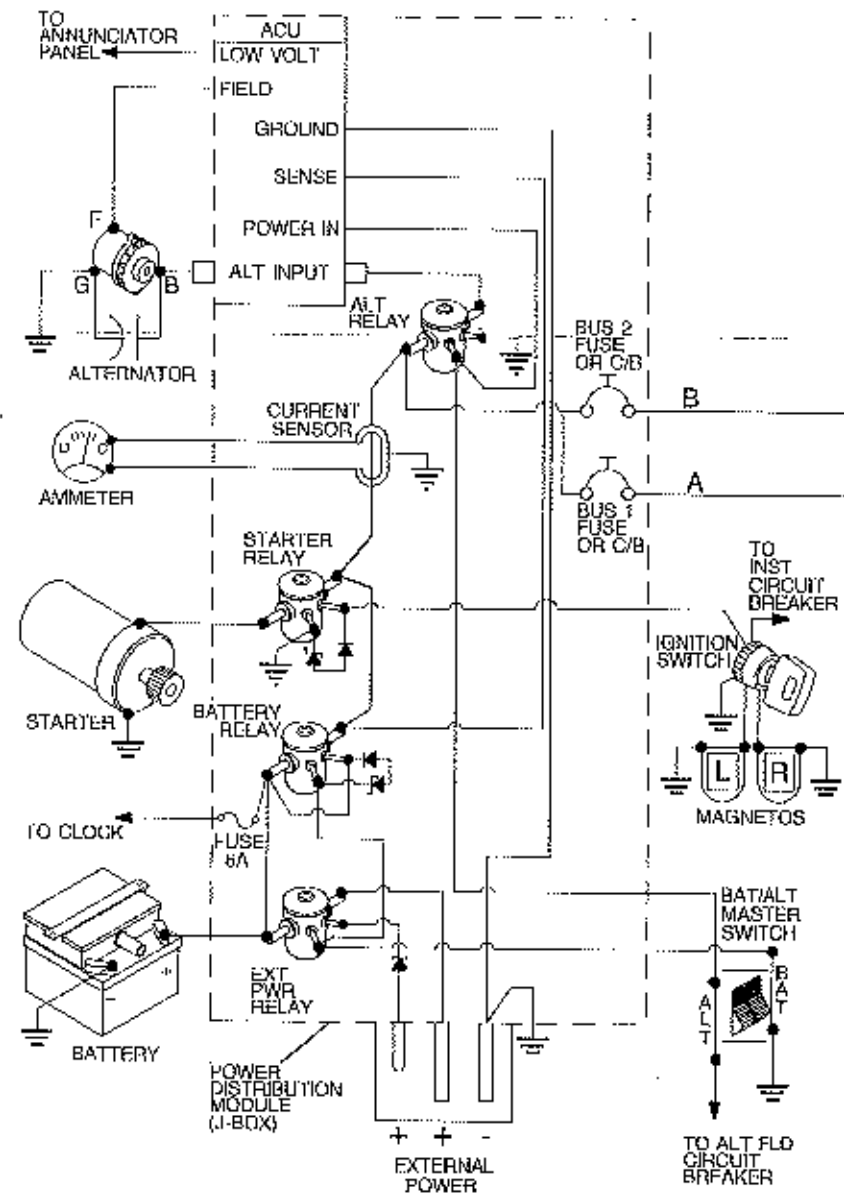 TO
ANNUNCIATOR
PANEL
ACU
LOW VOLT
FIELD
GROUND
SENSE
POWER IN
ALT INPUT
F
G
B
ALTERNATOR
ALT
RELAY
BUS 2
FUSE
OR C/B
B
CURRENT
SENSOR
AMMETER
A
BUS 1
FUSE
OR C/B
STARTER
RELAY
TO
INST
CIRCUIT
BREAKER
IGNITION
SWITCH
STARTER
BATTERY
RELAY
L
R
MAGNETOS
TO CLOCK
FUSE
5A
BAT/ALT
MASTER
SWITCH
BAT
ALT
EXT
PWR
RELAY
- +
BATTERY
POWER
DISTRIBUTION
MODULE
(J-BOX)
+ + -
EXTERNAL
POWER
TO ALT FLD
CIRCUIT
BREAKER